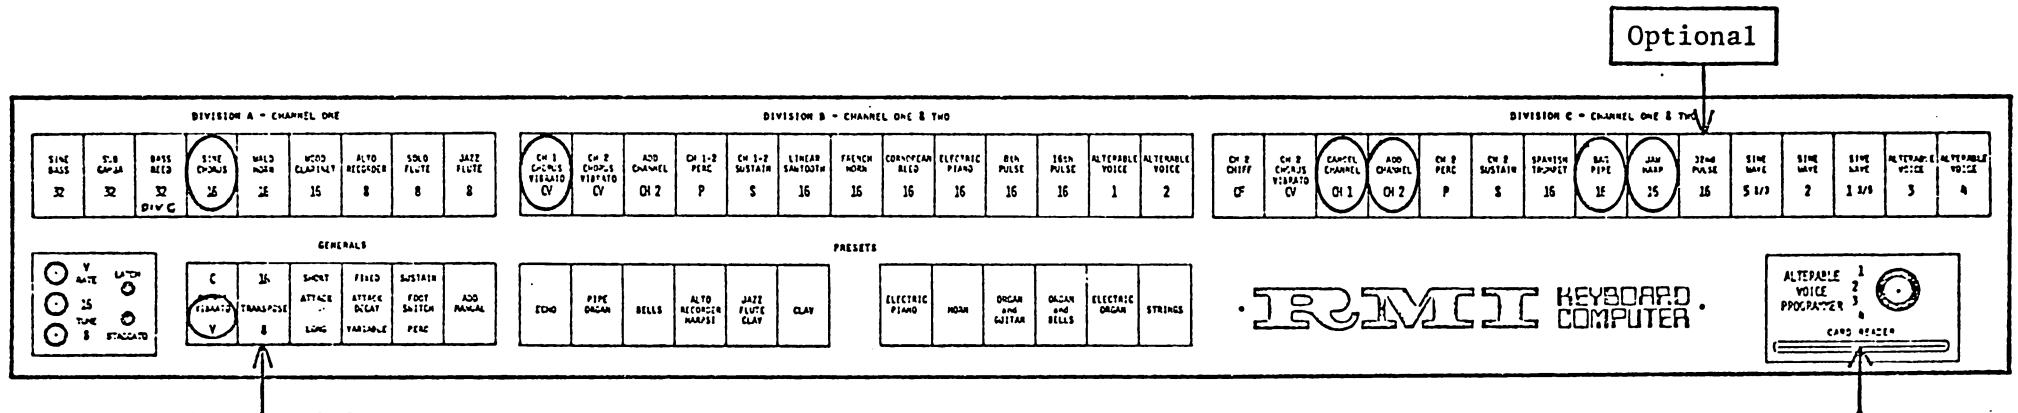 Optional
DIVISION A - CHANNEL ONE
DIVISION B - CHANNEL ONE & TWO
DIVISION C - CHANNEL ONE & TWO
SINE BASS 32
SUB GAMBA 32
BASS REED 32 DIV C
SINE CHORUS 16
WALD HORN 16
WOOD CLARINET 16
ALTO RECORDER 8
SOLO FLUTE 8
JAZZ FLUTE 8
CH 1 CHORUS VIBRATO CV
CH 2 CHORUS VIBRATO CV
ADD CHANNEL CH 2
CH 1-2 PERC P
CH 1-2 SUSTAIN S
LINEAR SAWTOOTH 16
FRENCH HORN 16
CORNOPEAN REED 16
ELECTRIC PIANO 16
8th PULSE 16
16th PULSE 16
ALTERABLE VOICE 1
ALTERABLE VOICE 2
CH 2 CHIFF CF
CH 2 CHORUS VIBRATO CV
CANCEL CHANNEL CH 1
ADD CHANNEL CH 2
CH 2 PERC P
CH 2 SUSTAIN S
SPANISH TRUMPET 16
BAG PIPE 16
JAW HARP 16
32nd PULSE 16
SINE WAVE 5 1/3
SINE WAVE 2
SINE WAVE 1 3/5
ALTERABLE VOICE 3
ALTERABLE VOICE 4
GENERALS
PRESETS
V RATE
LATCH
16
TUNE
8
STACCATO
C
VIBRATO
V
16
TRANSPOSE
8
SHORT
ATTACK
LONG
FIXED
ATTACK DECAY
VARIABLE
SUSTAIN
FOOT SWITCH
PERC
ADD MANUAL
ECHO
PIPE ORGAN
BELLS
ALTO RECORDER HARPSI
JAZZ FLUTE CLAV
CLAV
ELECTRIC PIANO
HORN
ORGAN and GUITAR
ORGAN and BELLS
ELECTRIC ORGAN
STRINGS
RMI KEYBOARD COMPUTER
ALTERABLE VOICE PROGRAMMER
1
2
3
4
CARD READER